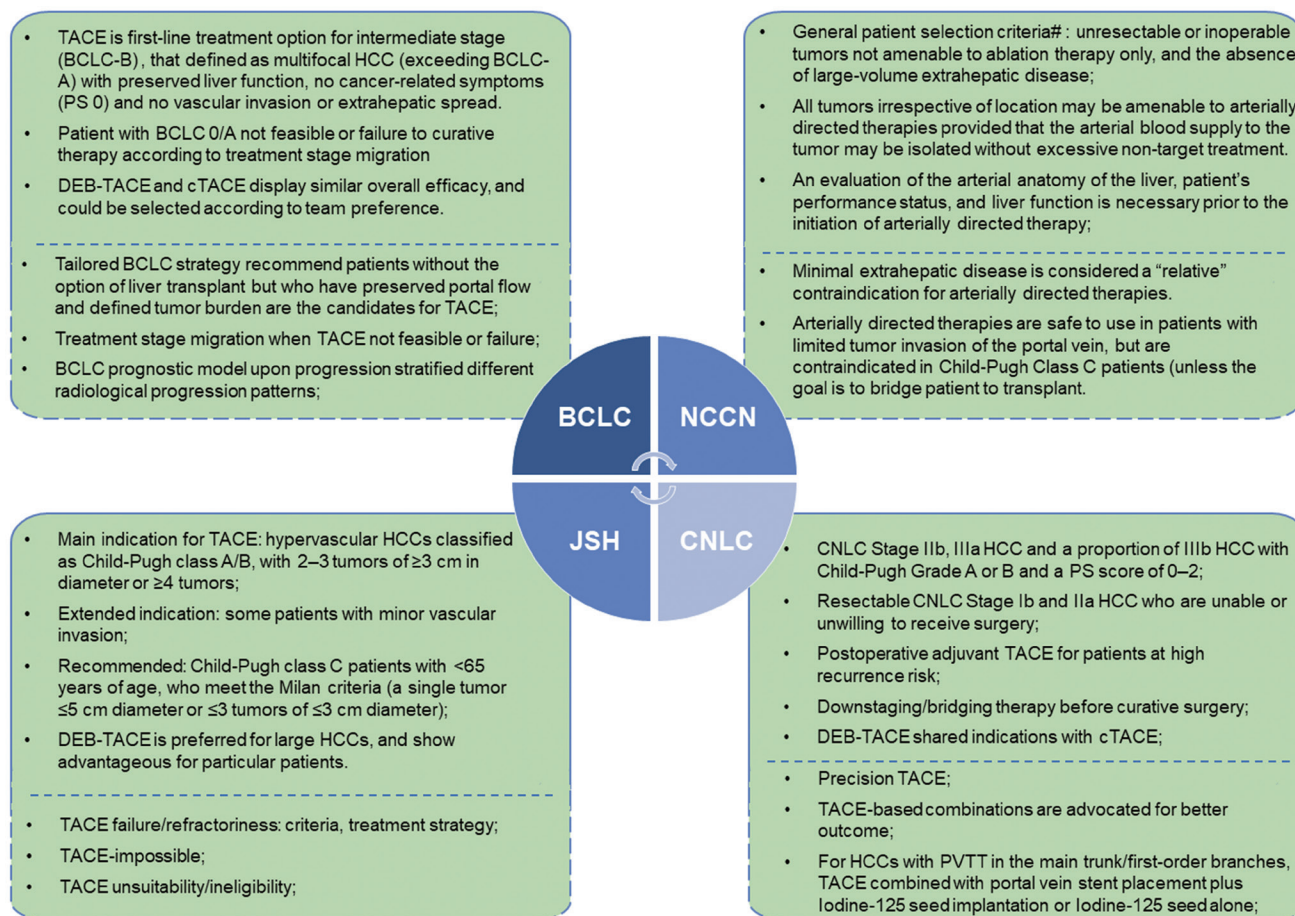 • TACE is first-line treatment option for intermediate stage
(BCLC-B), that defined as multifocal HCC (exceeding BCLC-
A) with preserved liver function, no cancer-related symptoms
(PS 0) and no vascular invasion or extrahepatic spread.
• Patient with BCLC 0/A not feasible or failure to curative
therapy according to treatment stage migration
• DEB-TACE and cTACE display similar overall efficacy, and
could be selected according to team preference.
• Tailored BCLC strategy recommend patients without the
option of liver transplant but who have preserved portal flow
and defined tumor burden are the candidates for TACE;
• Treatment stage migration when TACE not feasible or failure;
• BCLC prognostic model upon progression stratified different
radiological progression patterns;
• General patient selection criteria# : unresectable or inoperable
tumors not amenable to ablation therapy only, and the absence
of large-volume extrahepatic disease;
• All tumors irrespective of location may be amenable to arterially
directed therapies provided that the arterial blood supply to the
tumor may be isolated without excessive non-target treatment.
• An evaluation of the arterial anatomy of the liver, patient's
performance status, and liver function is necessary prior to the
initiation of arterially directed therapy;
• Minimal extrahepatic disease is considered a “relative”
contraindication for arterially directed therapies.
• Arterially directed therapies are safe to use in patients with
limited tumor invasion of the portal vein, but are
contraindicated in Child-Pugh Class C patients (unless the
goal is to bridge patient to transplant.
BCLC
NCCN
JSH
CNLC
• Main indication for TACE: hypervascular HCCs classified
as Child-Pugh class A/B, with 2–3 tumors of ≥3 cm in
diameter or ≥4 tumors;
• Extended indication: some patients with minor vascular
invasion;
• Recommended: Child-Pugh class C patients with <65
years of age, who meet the Milan criteria (a single tumor
≤5 cm diameter or ≤3 tumors of ≤3 cm diameter);
• DEB-TACE is preferred for large HCCs, and show
advantageous for particular patients.
• TACE failure/refractoriness: criteria, treatment strategy;
• TACE-impossible;
• TACE unsuitability/ineligibility;
• CNLC Stage IIb, IIIa HCC and a proportion of IIIb HCC with
Child-Pugh Grade A or B and a PS score of 0–2;
• Resectable CNLC Stage Ib and IIa HCC who are unable or
unwilling to receive surgery;
• Postoperative adjuvant TACE for patients at high
recurrence risk;
• Downstaging/bridging therapy before curative surgery;
• DEB-TACE shared indications with cTACE;
• Precision TACE;
• TACE-based combinations are advocated for better
outcome;
• For HCCs with PVTT in the main trunk/first-order branches,
TACE combined with portal vein stent placement plus
Iodine-125 seed implantation or Iodine-125 seed alone;